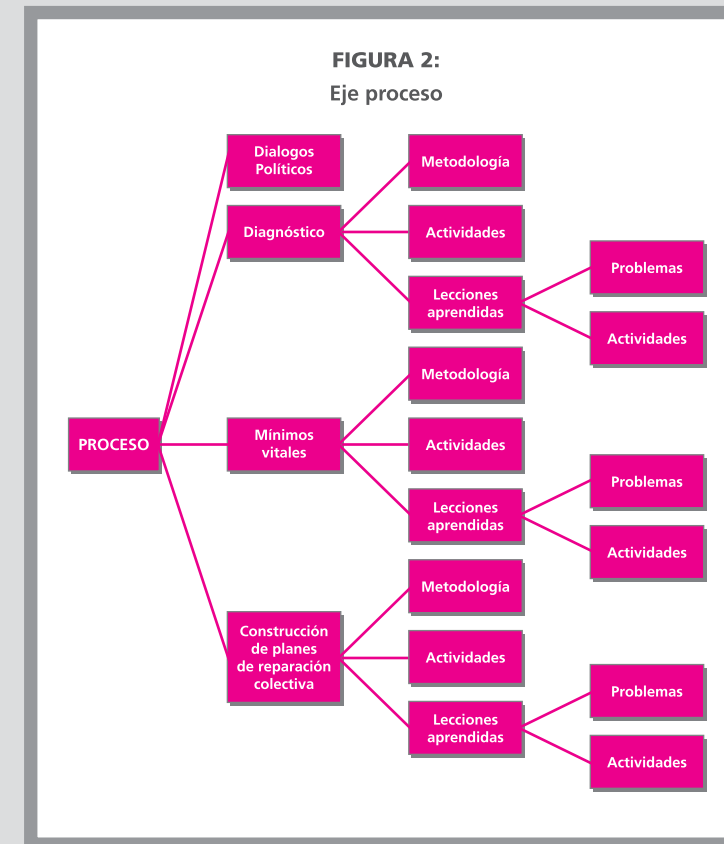 FIGURA 2:
Eje proceso
PROCESO
Dialogos
Políticos
Diagnóstico
Metodología
Actividades
Lecciones
aprendidas
Problemas
Actividades
Mínimos
vitales
Metodología
Actividades
Lecciones
aprendidas
Problemas
Actividades
Construcción
de planes
de reparación
colectiva
Metodología
Actividades
Lecciones
aprendidas
Problemas
Actividades